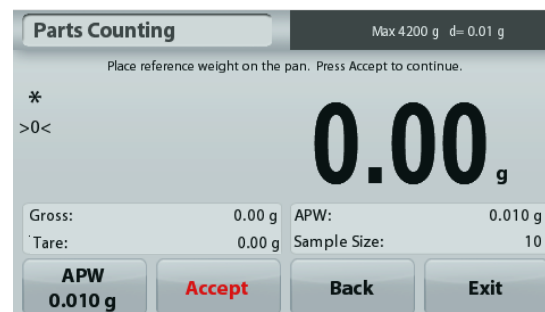 Parts Counting
Max 4200 g d= 0.01 g
Place reference weight on the pan. Press Accept to continue.
*
>0<
0.00 g
Gross: 0.00 g APW: 0.010 g
Tare: 0.00 g Sample Size: 10
APW Accept Back Exit
0.010 g